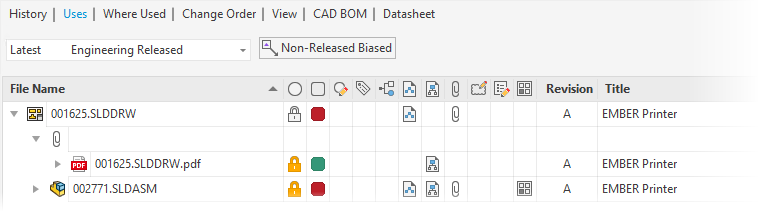 History | Uses | Where Used | Change Order | View | CAD BOM | Datasheet
Latest Engineering Released Non-Released Biased
File Name Revision Title
001625.SLDDRW A EMBER Printer
PDF 001625.SLDDRW.pdf A EMBER Printer
002771.SLDASM A EMBER Printer